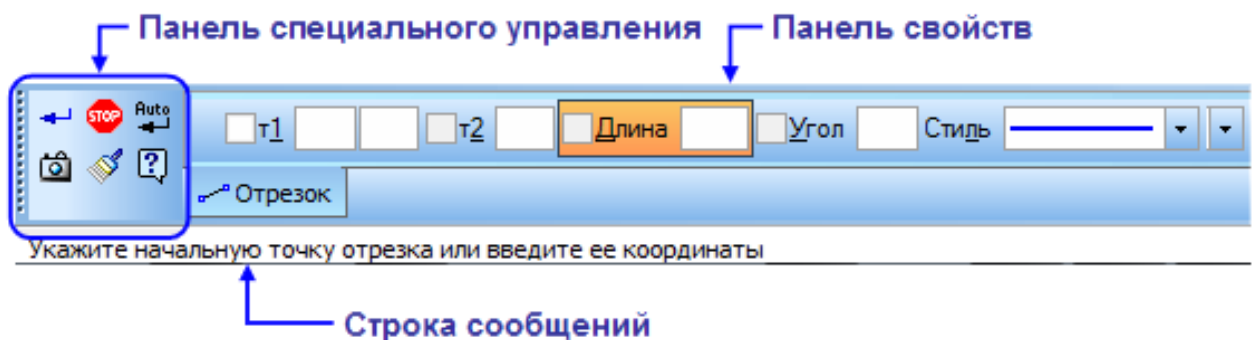 Панель специального управления Панель свойств
STOP Auto
т1 т2 Длина Угол Стиль
?
Отрезок
Укажите начальную точку отрезка или введите ее координаты
Строка сообщений